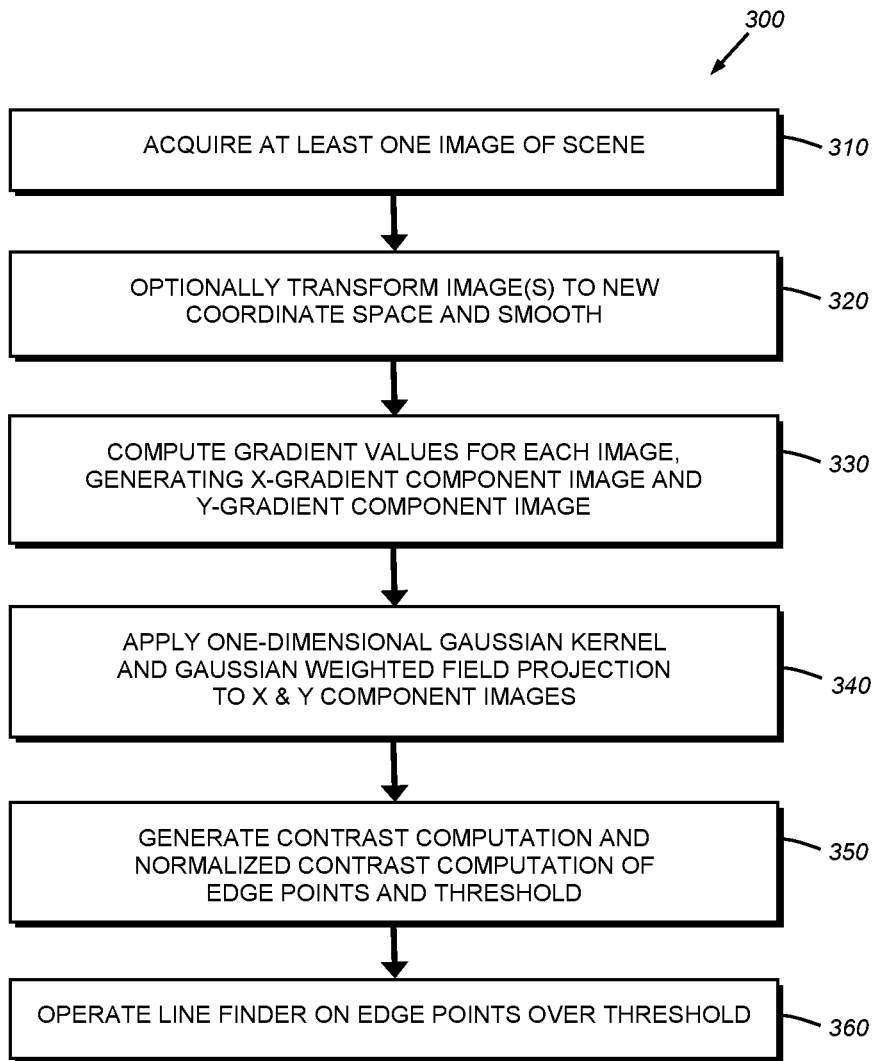 300
ACQUIRE AT LEAST ONE IMAGE OF SCENE
310
OPTIONALLY TRANSFORM IMAGE(S) TO NEW
COORDINATE SPACE AND SMOOTH
320
COMPUTE GRADIENT VALUES FOR EACH IMAGE,
GENERATING X-GRADIENT COMPONENT IMAGE AND
Y-GRADIENT COMPONENT IMAGE
330
APPLY ONE-DIMENSIONAL GAUSSIAN KERNEL
AND GAUSSIAN WEIGHTED FIELD PROJECTION
TO X & Y COMPONENT IMAGES
340
GENERATE CONTRAST COMPUTATION AND
NORMALIZED CONTRAST COMPUTATION OF
EDGE POINTS AND THRESHOLD
350
OPERATE LINE FINDER ON EDGE POINTS OVER THRESHOLD
360